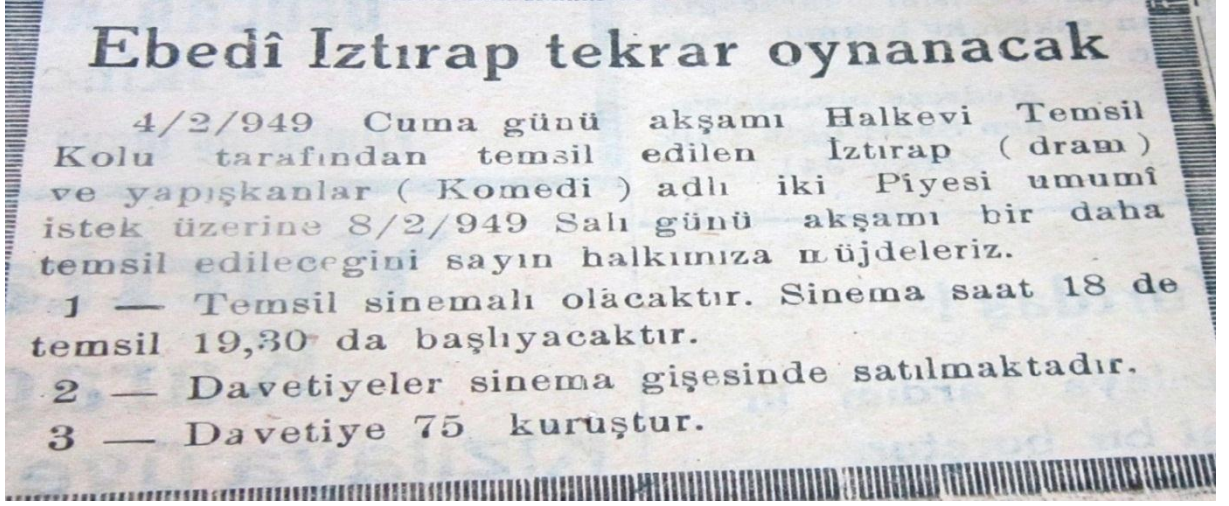 Ebedî Iztırap tekrar oynanacak
4/2/949 Cuma günü akşamı Halkevi Temsil
Kolu tarafından temsil edilen İztırap ( dram )
ve yapışkanlar ( Komedi ) adlı iki Piyesi umumî
istek üzerine 8/2/949 Salı günü akşamı bir daha
temsil edilecegini sayın halkımıza müjdeleriz.
1 — Temsil sinemalı olacaktır. Sinema saat 18 de
temsil 19,30 da başlıyacaktır.
2 — Davetiyeler sinema gişesinde satılmaktadır.
3 — Davetiye 75 kuruştur.